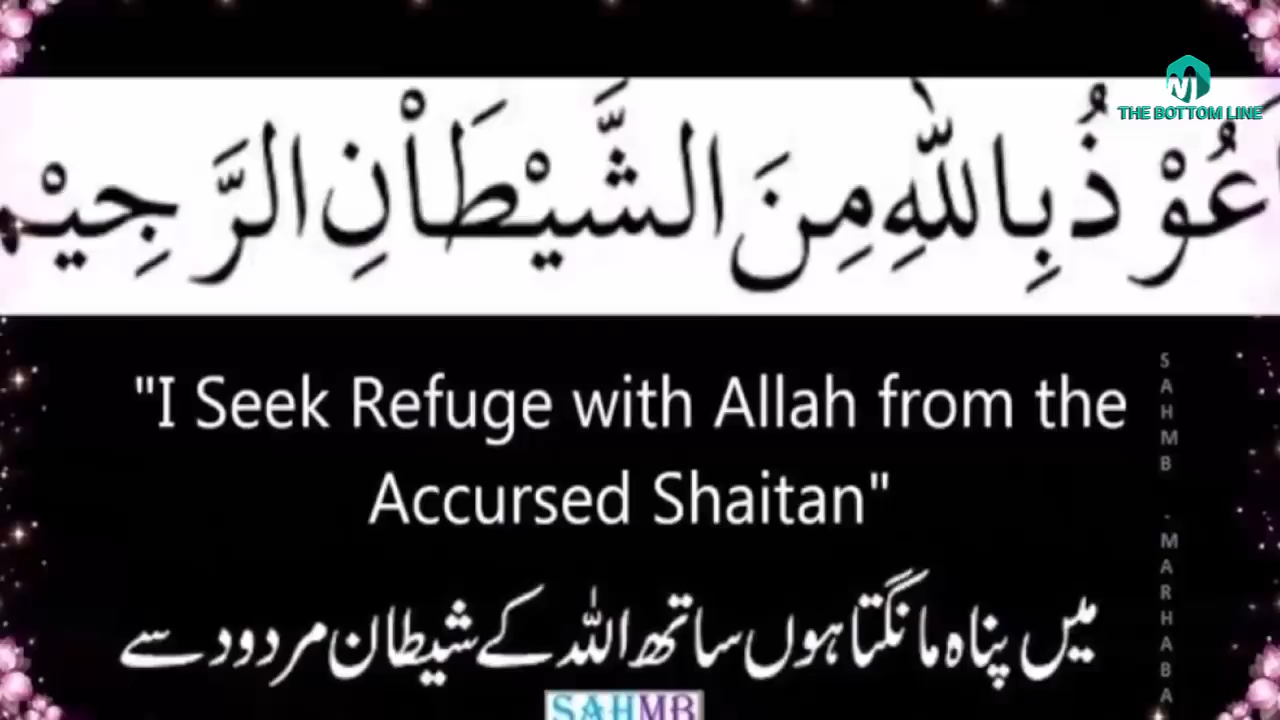 THE BOTTOM LINE
عُوْذُ بِاللّٰهِ مِنَ الشَّيْطَاْنِ الرَّجِيْم
"I Seek Refuge with Allah from the
Accursed Shaitan"
میں پناہ مانگتا ہوں ساتھ اللہ کے شیطان مردود سے
SAHMB - MARHABA
SAHMB